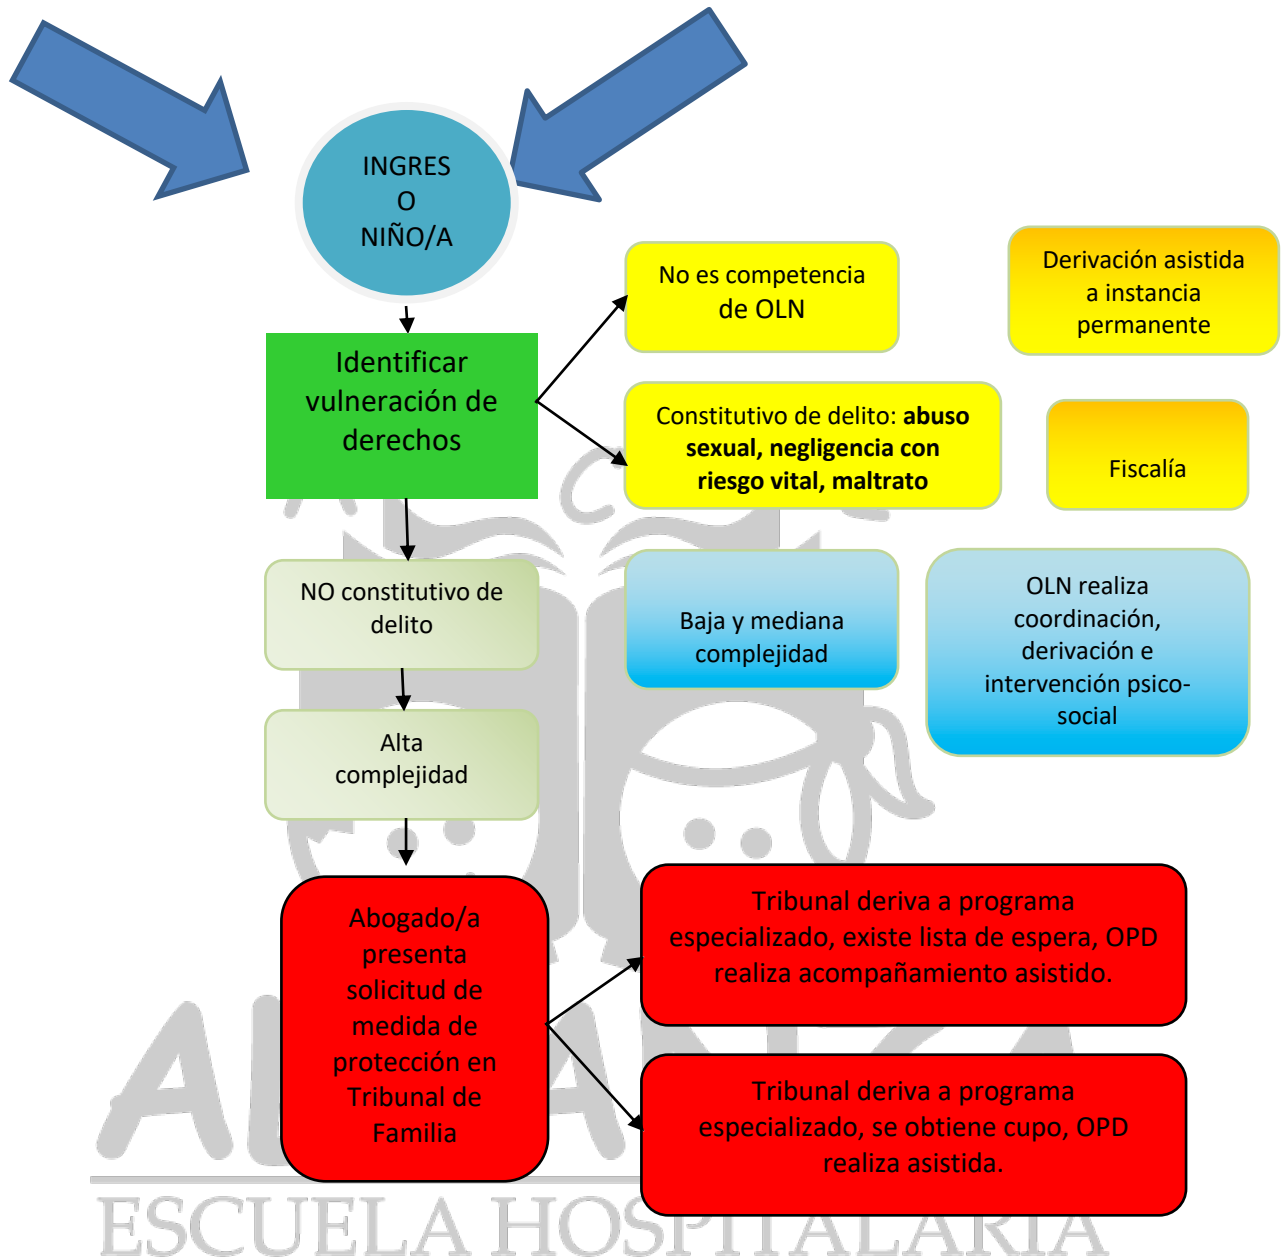 INGRES
O
NIÑO/A
No es competencia
de OLN
Derivación asistida
a instancia
permanente
Identificar
vulneración de
derechos
Constitutivo de delito: abuso
sexual, negligencia con
riesgo vital, maltrato
Fiscalía
NO constitutivo de
delito
Baja y mediana
complejidad
OLN realiza
coordinación,
derivación e
intervención psico-
social
Alta
complejidad
Abogado/a
presenta
solicitud de
medida de
protección en
Tribunal de
Familia
Tribunal deriva a programa
especializado, existe lista de espera, OPD
realiza acompañamiento asistido.
Tribunal deriva a programa
especializado, se obtiene cupo, OPD
realiza asistida.
ESCUELA HOSPITALARIA